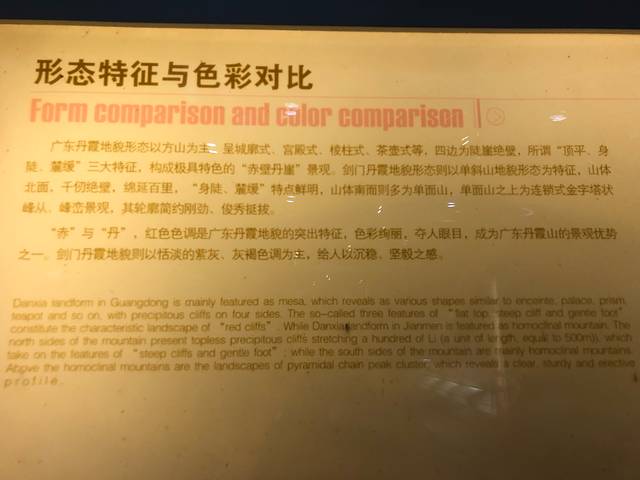 形态特征与色彩对比
Form comparison and color comparison
广东丹霞地貌形态以方山为主，呈城廓式、宫殿式、棱柱式、茶壶式等，四边为陡崖绝壁，所谓“顶平、身
陡、麓缓”三大特征，构成极具特色的“赤壁丹崖”景观。剑门丹霞地貌形态则以单斜山地貌形态为特征，山体
北面，千仞绝壁，绵延百里，“身陡、麓缓”特点鲜明，山体南面则多为单面山，单面山之上为连锁式金字塔状
峰从、峰峦景观，其轮廓简约刚劲、俊秀挺拔。
“赤”与“丹”，红色色调是广东丹霞地貌的突出特征，色彩绚丽，夺人眼目，成为广东丹霞山的景观优势
之一。剑门丹霞地貌则以恬淡的紫灰、灰褐色调为主，给人以沉稳、坚毅之感。
Danxia landform in Guangdong is mainly featured as mesa, which reveals as various shapes similar to enceinte, palace, prism,
teapot and so on, with precipitous cliffs on four sides. The so-called three features of “flat top, steep cliff and gentle foot”
constitute the characteristic landscape of “red cliffs”. While Danxia landform in Jianmen is featured as homoclinal mountain. The
north sides of the mountain present topless precipitous cliffs stretching a hundred of Li (a unit of length, equal to 500m)), which
take on the features of “steep cliffs and gentle foot”; while the south sides of the mountain are mainly homoclinal mountains.
Above the homoclinal mountains are the landscapes of pyramidal chain peak cluster, which reveals a clear, sturdy and erective
profile.